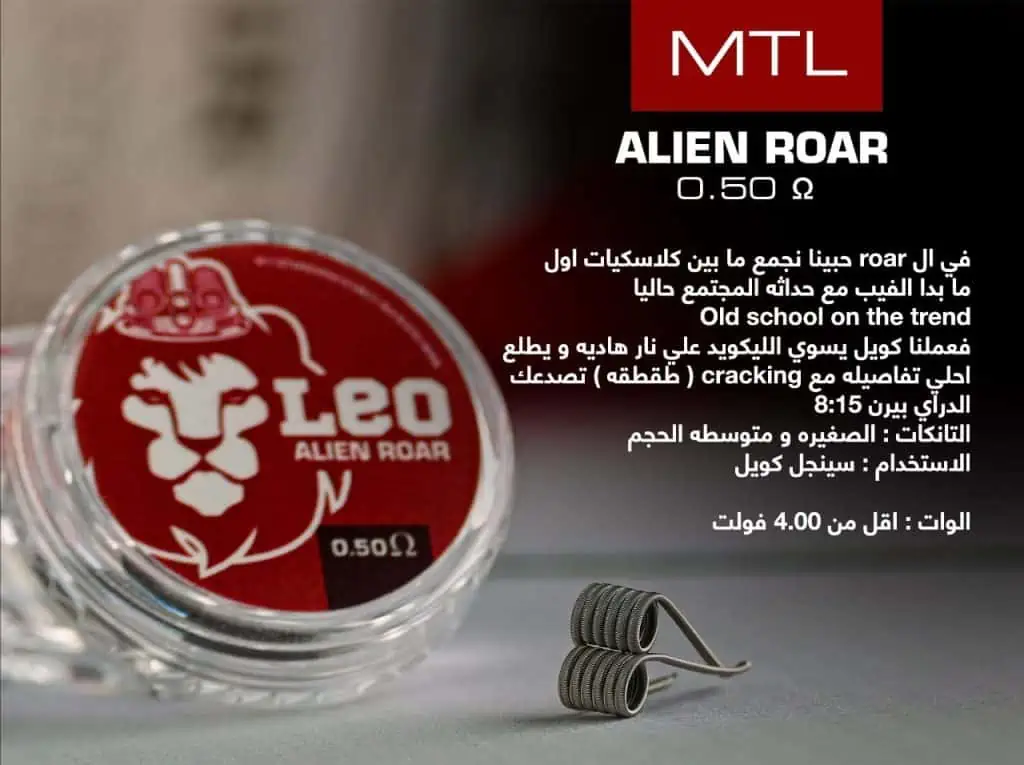 MTL
ALIEN ROAR
0.50 Ω
في ال roar حبينا نجمع ما بين كلاسكيات اول
ما بدا الفيب مع حداثه المجتمع حاليا
Old school on the trend
فعملنا كويل يسوي الليكويد علي نار هاديه و يطلع
احلي تفاصيله مع cracking ( طقطقه ) تصدعك
الدراي بيرن 8:15
التانكات : الصغيره و متوسطه الحجم
الاستخدام : سينجل كويل
الوات : اقل من 4.00 فولت
Leo
ALIEN ROAR
0.50Ω